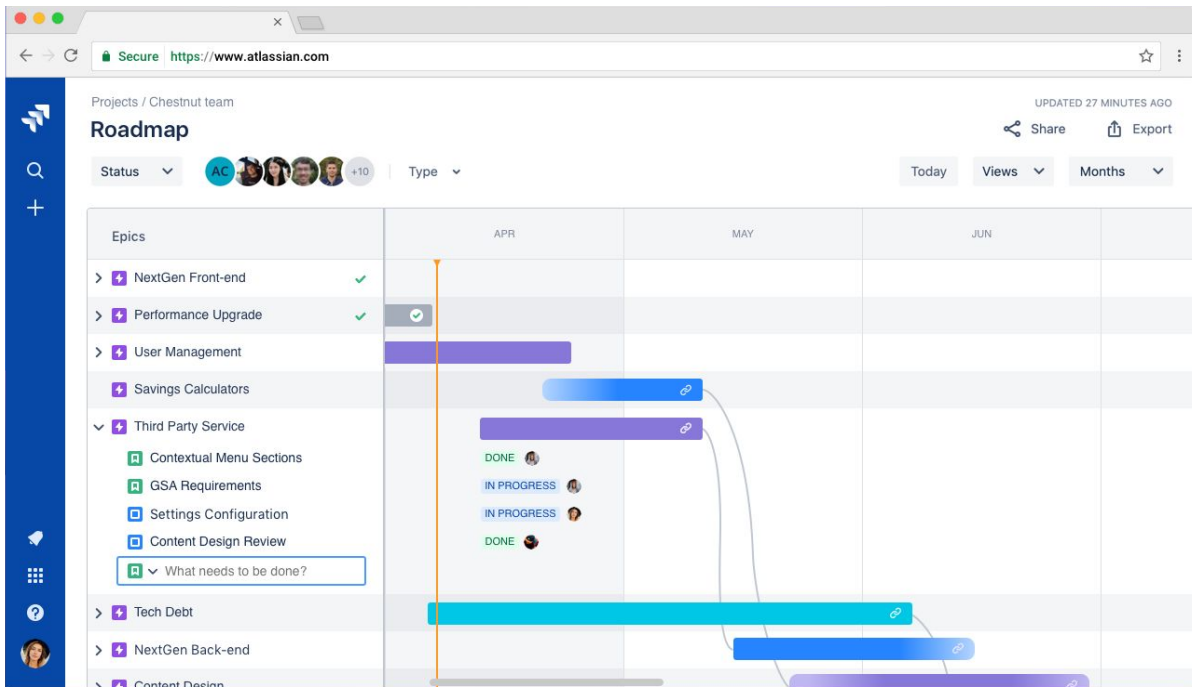 Secure https://www.atlassian.com
Projects / Chestnut team
UPDATED 27 MINUTES AGO
Roadmap
Share Export
Status AC +10 Type Today Views Months
Epics APR MAY JUN
NextGen Front-end
Performance Upgrade
User Management
Savings Calculators
Third Party Service
Contextual Menu Sections DONE
GSA Requirements IN PROGRESS
Settings Configuration IN PROGRESS
Content Design Review DONE
What needs to be done?
Tech Debt
NextGen Back-end
Content Design